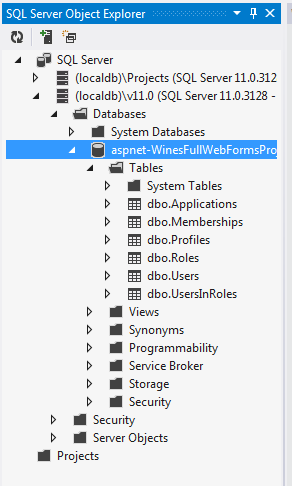 SQL Server Object Explorer
SQL Server
(localdb)\Projects (SQL Server 11.0.312
(localdb)\v11.0 (SQL Server 11.0.3128 -
Databases
System Databases
aspnet-WinesFullWebFormsPro
Tables
System Tables
dbo.Applications
dbo.Memberships
dbo.Profiles
dbo.Roles
dbo.Users
dbo.UsersInRoles
Views
Synonyms
Programmability
Service Broker
Storage
Security
Security
Server Objects
Projects